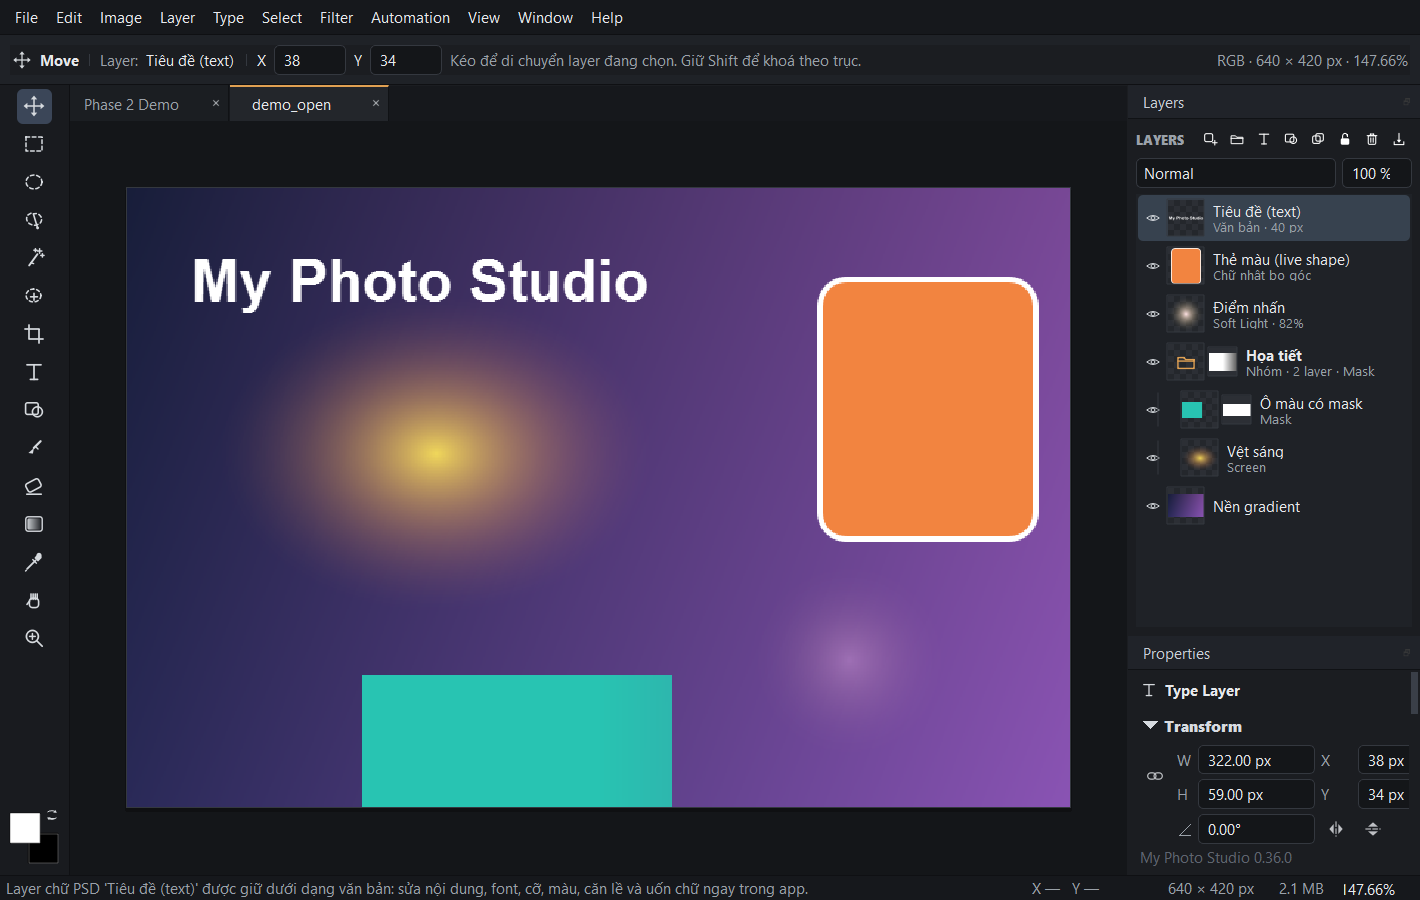 File Edit Image Layer Type Select Filter Automation View Window Help
Move Layer: Tiêu đề (text) X 38 Y 34 Kéo để di chuyển layer đang chọn. Giữ Shift để khoá theo trục. RGB · 640 × 420 px · 147.66%
Phase 2 Demo × demo_open ×
Layers
LAYERS
Normal 100 %
My Photo Studio
Tiêu đề (text)
Văn bản · 40 px
Thẻ màu (live shape)
Chữ nhật bo góc
Điểm nhấn
Soft Light · 82%
Họa tiết
Nhóm · 2 layer · Mask
Ô màu có mask
Mask
Vệt sáng
Screen
Nền gradient
My Photo Studio
Properties
Type Layer
Transform
W 322.00 px X 38 px
H 59.00 px Y 34 px
0.00°
My Photo Studio 0.36.0
Layer chữ PSD 'Tiêu đề (text)' được giữ dưới dạng văn bản: sửa nội dung, font, cỡ, màu, căn lề và uốn chữ ngay trong app. X — Y — 640 × 420 px 2.1 MB 147.66%